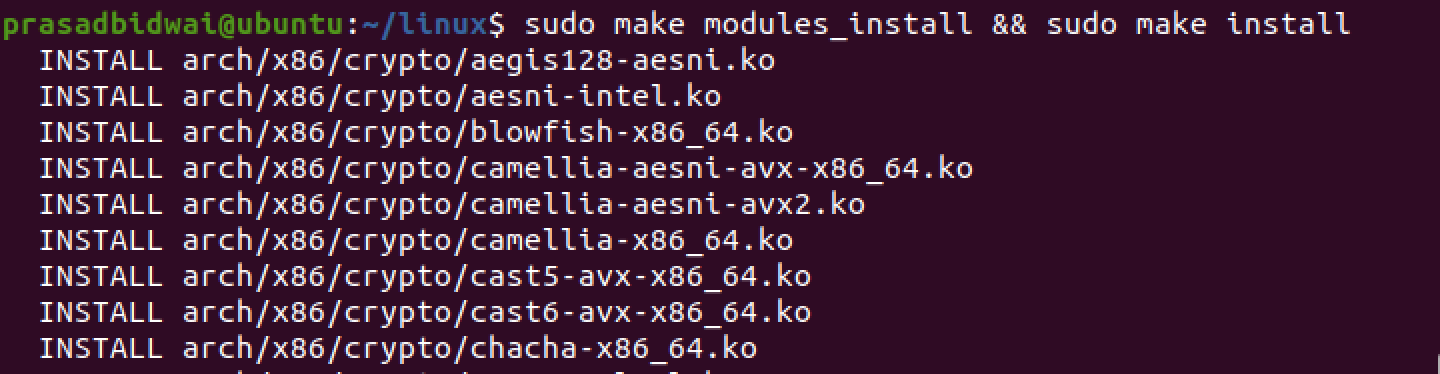 prasadbidwai@ubuntu:~/linux$ sudo make modules_install && sudo make install
INSTALL arch/x86/crypto/aegis128-aesni.ko
INSTALL arch/x86/crypto/aesni-intel.ko
INSTALL arch/x86/crypto/blowfish-x86_64.ko
INSTALL arch/x86/crypto/camellia-aesni-avx-x86_64.ko
INSTALL arch/x86/crypto/camellia-aesni-avx2.ko
INSTALL arch/x86/crypto/camellia-x86_64.ko
INSTALL arch/x86/crypto/cast5-avx-x86_64.ko
INSTALL arch/x86/crypto/cast6-avx-x86_64.ko
INSTALL arch/x86/crypto/chacha-x86_64.ko